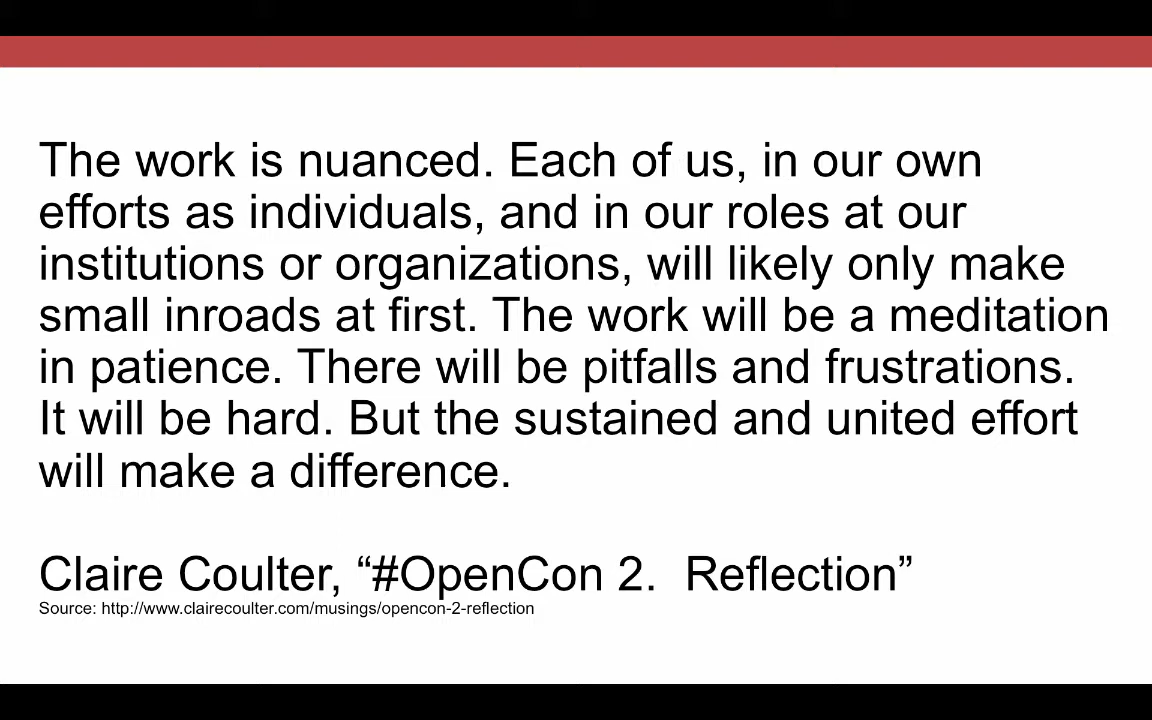 The work is nuanced. Each of us, in our own
efforts as individuals, and in our roles at our
institutions or organizations, will likely only make
small inroads at first. The work will be a meditation
in patience. There will be pitfalls and frustrations.
It will be hard. But the sustained and united effort
will make a difference.
Claire Coulter, “#OpenCon 2.  Reflection”
Source: http://www.clairecoulter.com/musings/opencon-2-reflection